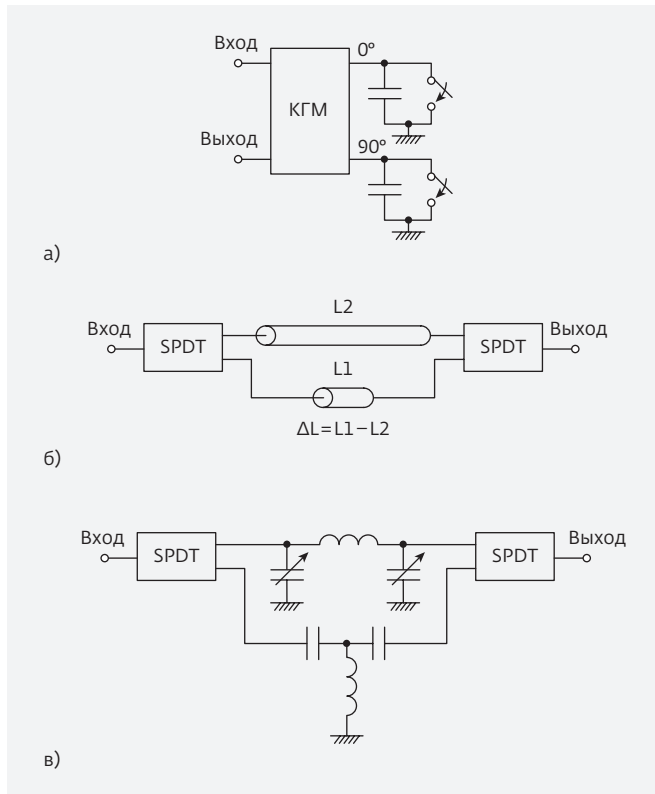 Вход
0°
КГМ
Выход
90°
а)
L2
Вход
SPDT
SPDT
Выход
L1
ΔL=L1−L2
б)
Вход
SPDT
SPDT
Выход
в)